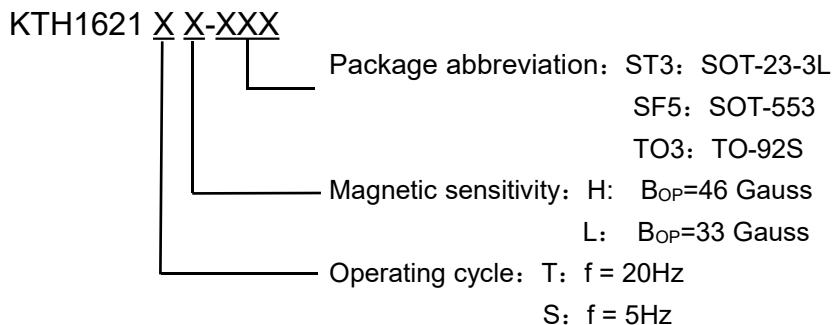 KTH1621 X X-XXX
Package abbreviation：ST3：SOT-23-3L
SF5：SOT-553
TO3：TO-92S
Magnetic sensitivity：H: BOP=46 Gauss
L： BOP=33 Gauss
Operating cycle：T：f = 20Hz
S：f = 5Hz